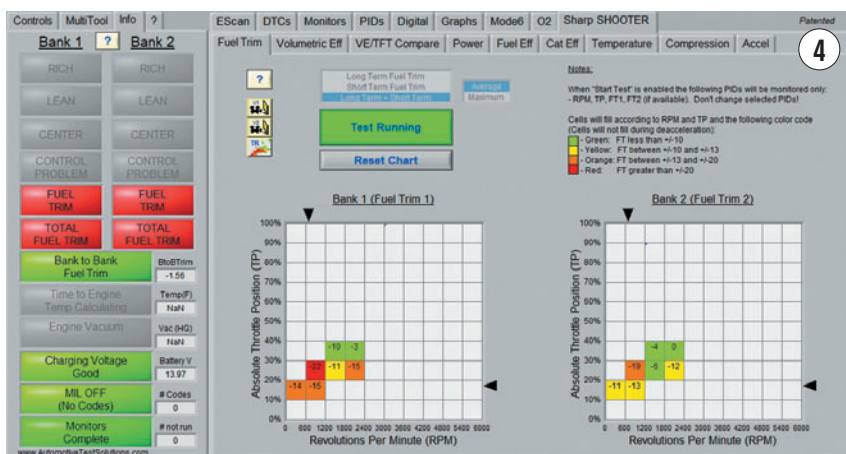 Controls MultiTool Info ?
EScan DTCs Monitors PIDs Digital Graphs Mode6 O2 Sharp SHOOTER
Patented
Fuel Trim Volumetric Eff VE/TFT Compare Power Fuel Eff Cat Eff Temperature Compression Accel
4
Bank 1 ? Bank 2
RICH RICH
LEAN LEAN
CENTER CENTER
CONTROL PROBLEM CONTROL PROBLEM
FUEL TRIM FUEL TRIM
TOTAL FUEL TRIM TOTAL FUEL TRIM
Bank to Bank Fuel Trim
BtoBTrim
-1.56
Time to Engine Temp Calculating
Temp(F)
NaN
Engine Vacuum
Vac (HG)
NaN
Charging Voltage Good
Battery V
13.97
MIL OFF (No Codes)
# Codes
0
Monitors Complete
# not run
0
www.AutomotiveTestSolutions.com
?
Long Term Fuel Trim
Short Term Fuel Trim
Long Term + Short Term
Average
Maximum
Test Running
Reset Chart
Notes:
When "Start Test" is enabled the following PIDs will be monitored only:
- RPM, TP, FT1, FT2 (if available). Don't change selected PIDs!
Cells will fill according to RPM and TP and the following color code
(Cells will not fill during deacceleration):
- Green: FT less than +/-10
- Yellow: FT between +/-10 and +/-13
- Orange: FT between +/-13 and +/-20
- Red: FT greater than +/-20
Bank 1 (Fuel Trim 1)
Absolute Throttle Position (TP)
100%
90%
80%
70%
60%
50%
40%
30%
20%
10%
0%
-10 -3
-22 -11 -15
-14 -15
0 600 1200 1800 2400 3000 3600 4200 4800 5400 6000
Revolutions Per Minute (RPM)
Bank 2 (Fuel Trim 2)
Absolute Throttle Position (TP)
100%
90%
80%
70%
60%
50%
40%
30%
20%
10%
0%
-4 0
-19 -6 -12
-11 -13
0 600 1200 1800 2400 3000 3600 4200 4800 5400 6000
Revolutions Per Minute (RPM)